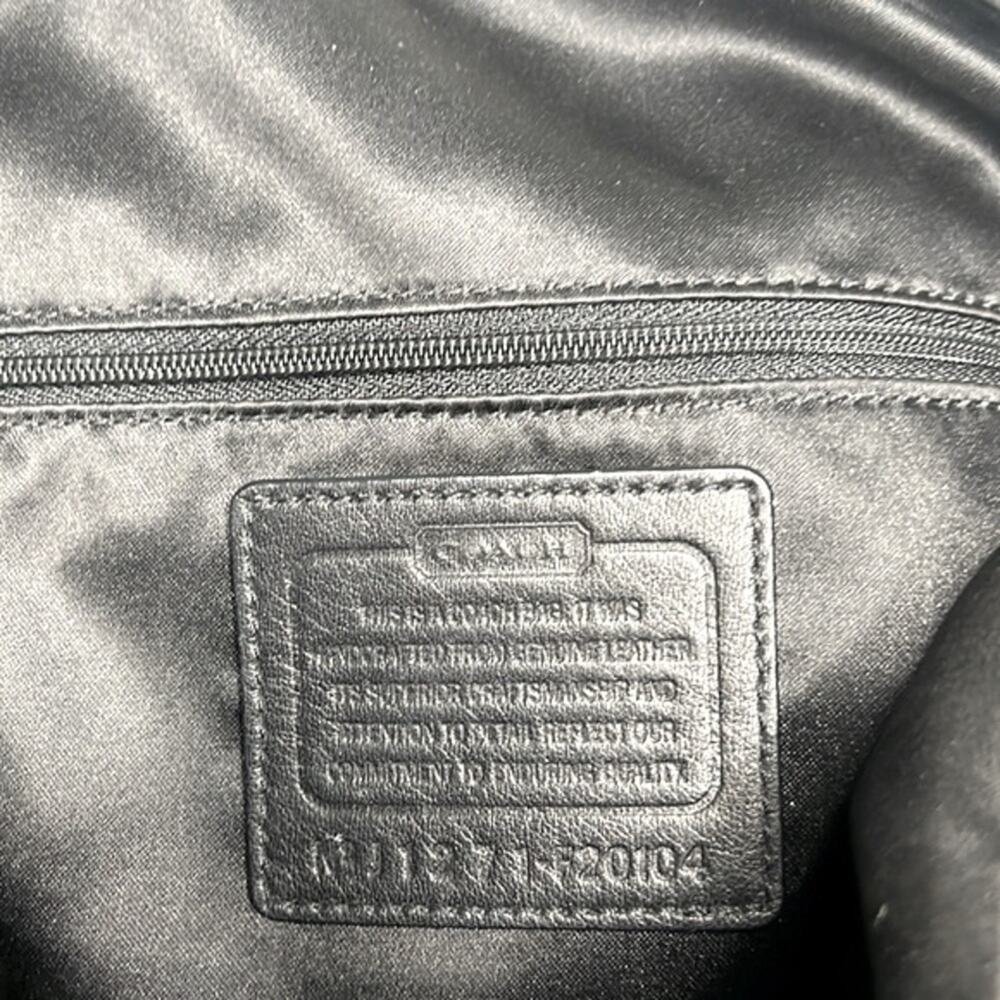 COACH
THIS IS A COACH BAG. IT WAS
HANDCRAFTED FROM GENUINE LEATHER.
ITS SUPERIOR CRAFTSMANSHIP AND
ATTENTION TO DETAIL REFLECT OUR
COMMITMENT TO ENDURING QUALITY.
F20104